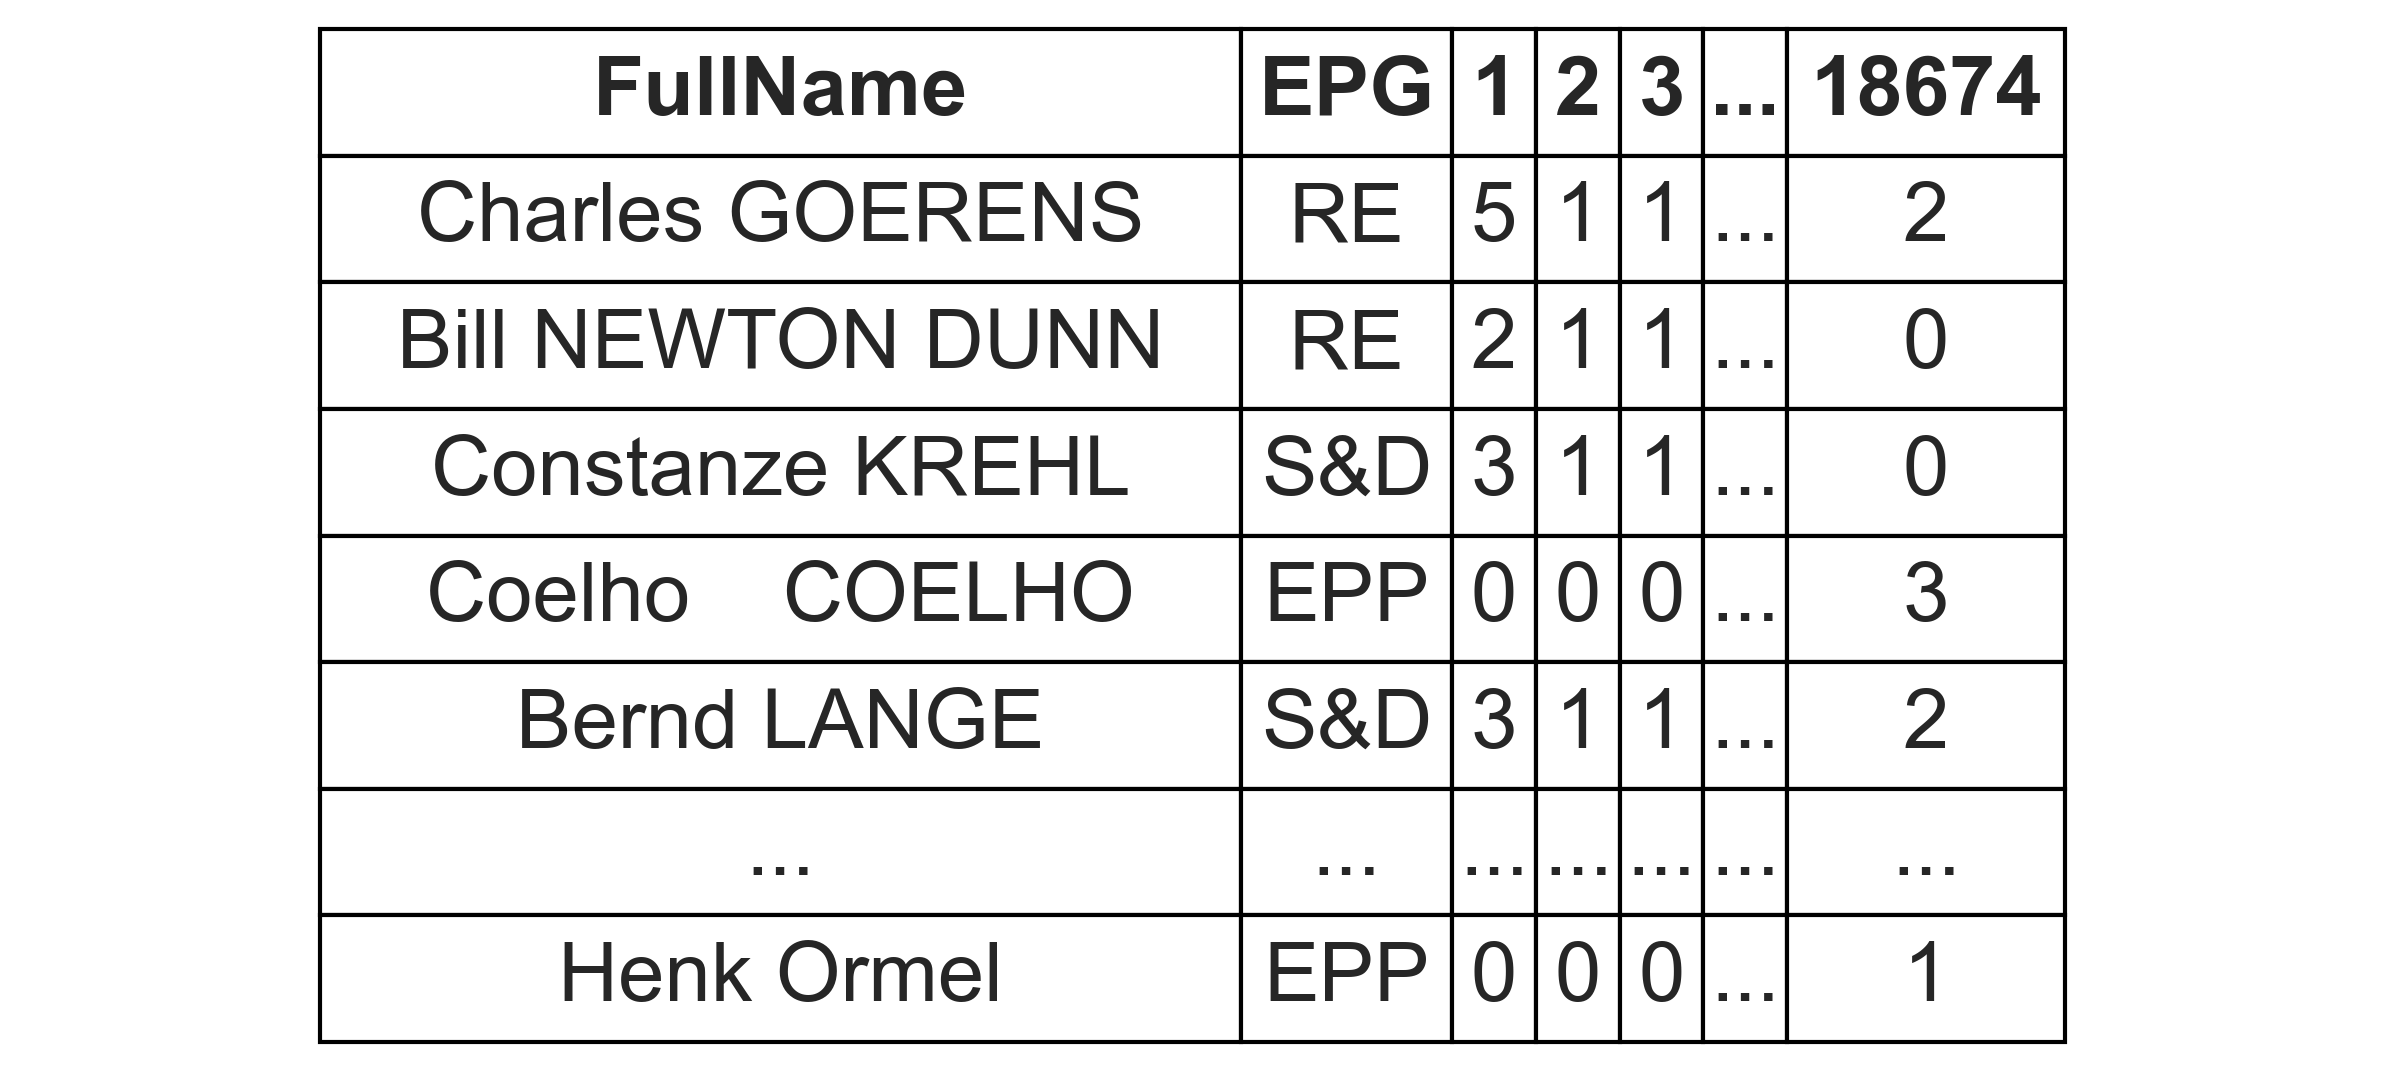 FullName EPG 1 2 3 ... 18674
Charles GOERENS RE 5 1 1 ... 2
Bill NEWTON DUNN RE 2 1 1 ... 0
Constanze KREHL S&D 3 1 1 ... 0
Coelho    COELHO EPP 0 0 0 ... 3
Bernd LANGE S&D 3 1 1 ... 2
... ... ... ... ... ... ...
Henk Ormel EPP 0 0 0 ... 1